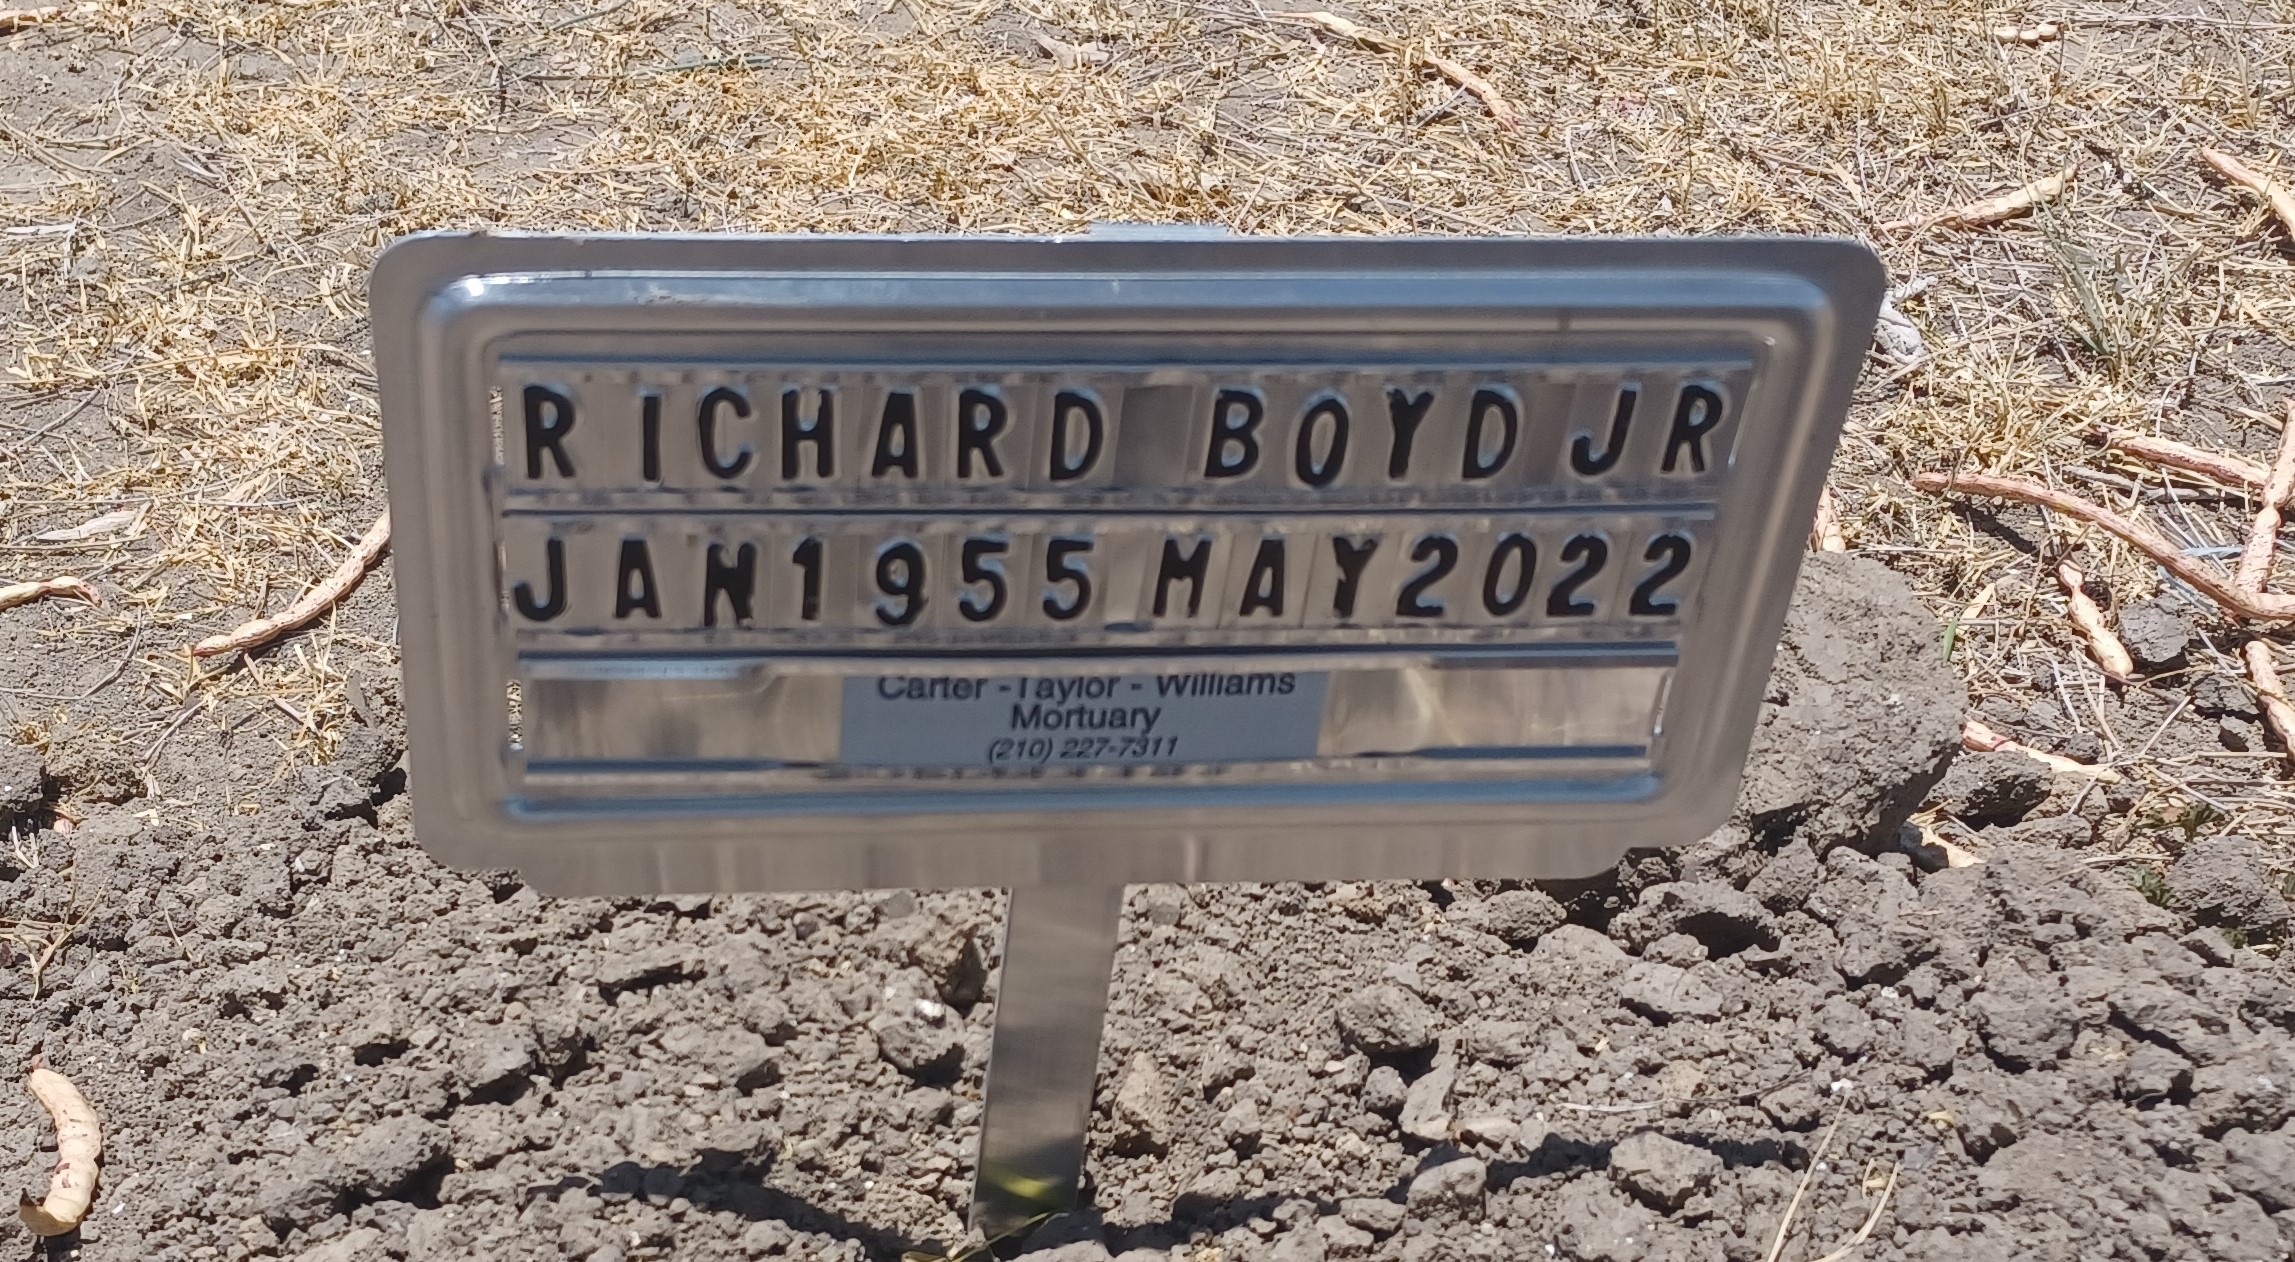 RICHARD BOYD JR
JAN1955 MAY2022
Carter - Taylor - Williams
Mortuary
(210) 227-7311